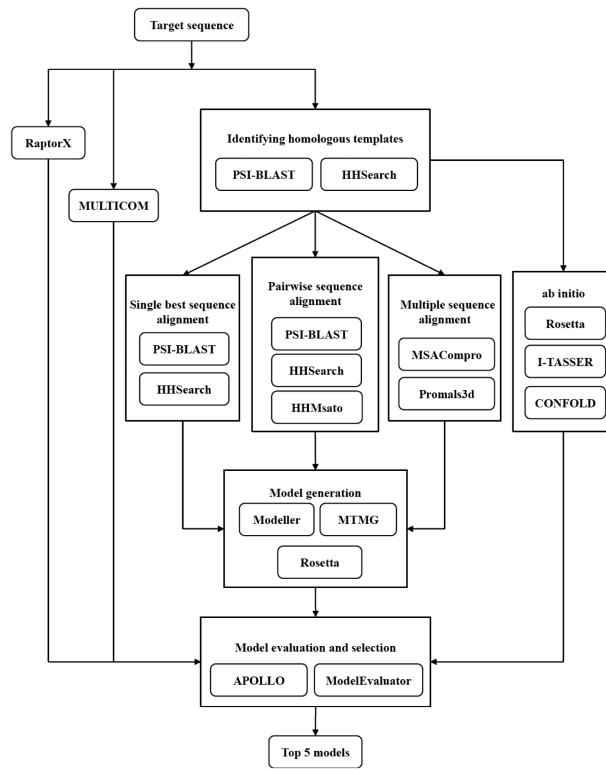 Target sequence
RaptorX
MULTICOM
Identifying homologous templates
PSI-BLAST
HHSearch
Single best sequence
alignment
PSI-BLAST
HHSearch
Pairwise sequence
alignment
PSI-BLAST
HHSearch
HHMsato
Multiple sequence
alignment
MSACompro
Promals3d
ab initio
Rosetta
I-TASSER
CONFOLD
Model generation
Modeller
MTMG
Rosetta
Model evaluation and selection
APOLLO
ModelEvaluator
Top 5 models